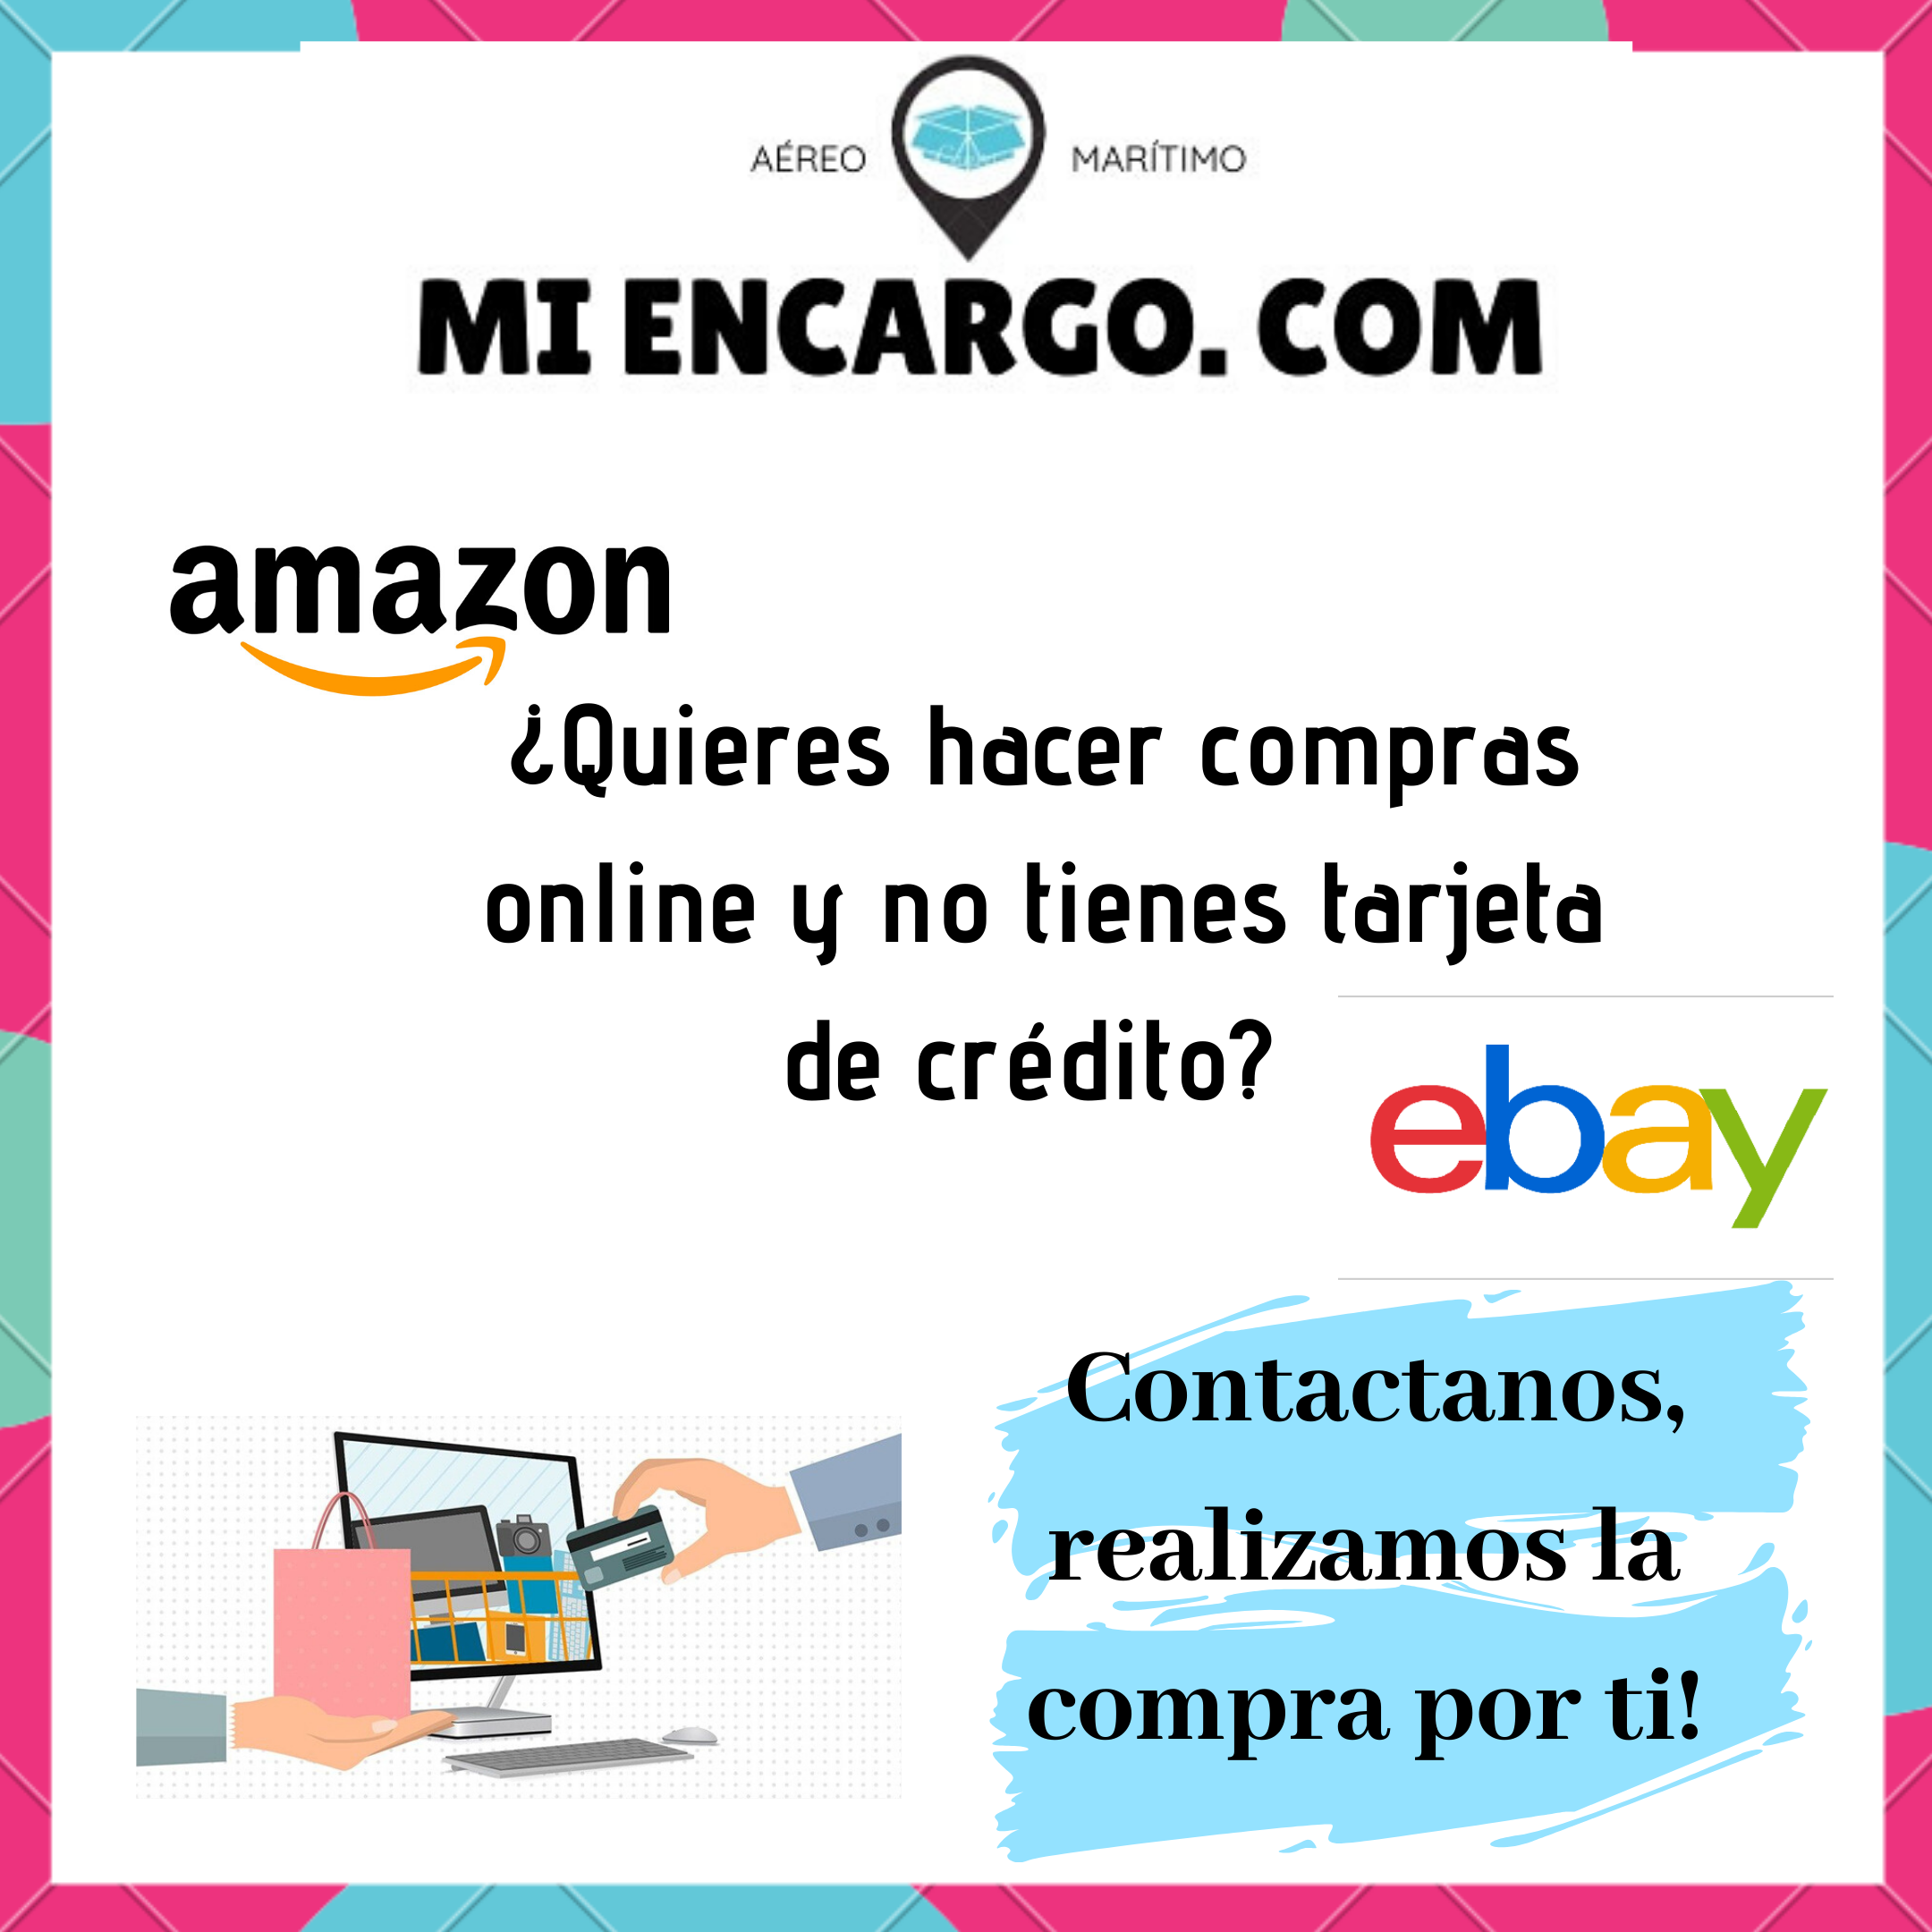 AÉREO MARÍTIMO
MI ENCARGO. COM
amazon
¿Quieres hacer compras
online y no tienes tarjeta
de crédito?
ebay
Contactanos,
realizamos la
compra por ti!